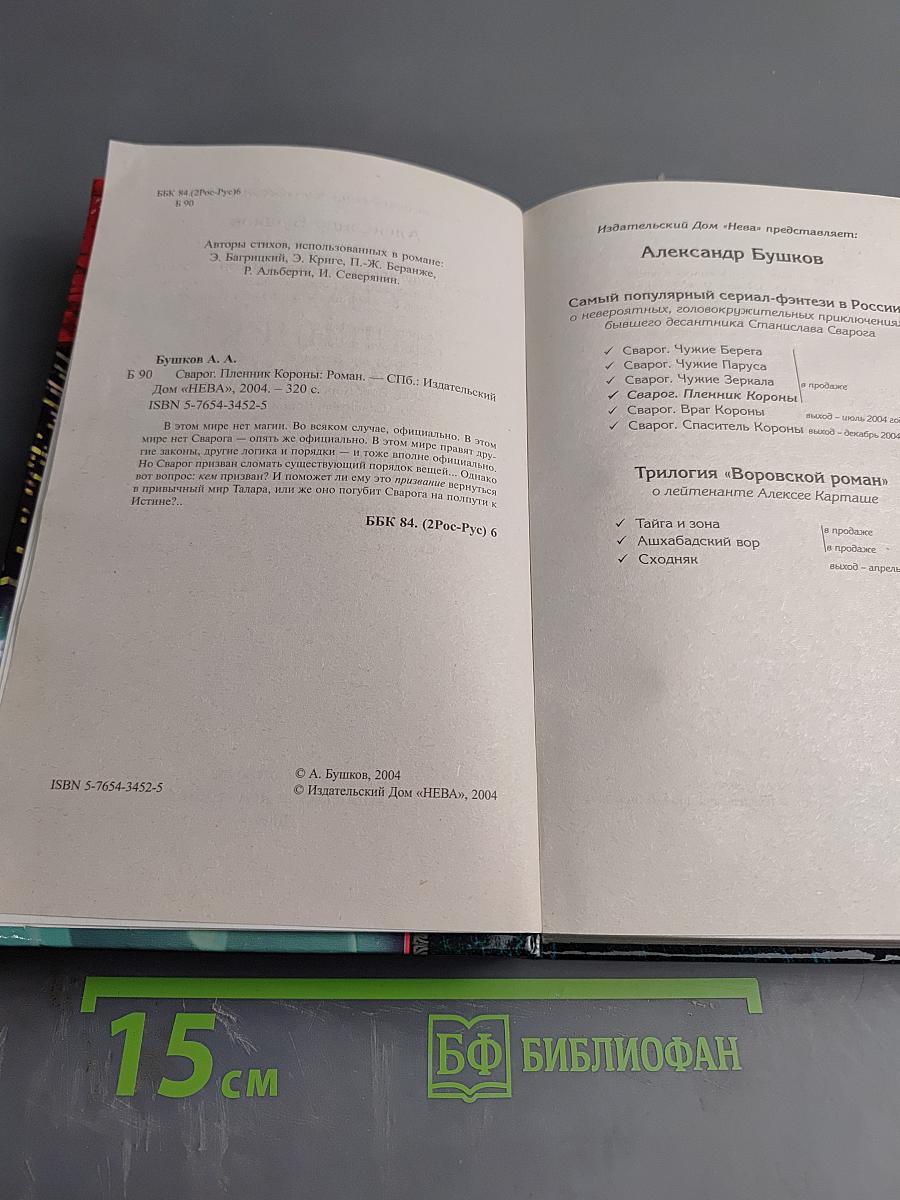 ББК 84.(2Рос-Рус)6
Б 90
Авторы стихов, использованных в романе:
Э. Багрицкий, Э. Криге, П.-Ж. Беранже,
Р. Альберти, И. Северянин.
Бушков А. А.
Б 90 Сварог. Пленник Короны: Роман. — СПб.: Издательский
Дом «НЕВА», 2004. – 320 с.
ISBN 5-7654-3452-5
В этом мире нет магии. Во всяком случае, официально. В этом
мире нет Сварога — опять же официально. В этом мире правят дру-
гие законы, другие логика и порядки — и тоже вполне официально.
Но Сварог призван сломать существующий порядок вещей... Однако
вот вопрос: кем призван? И поможет ли ему это призвание вернуться
в привычный мир Талара, или же оно погубит Сварога на полпути к
Истине?..
ББК 84. (2Рос-Рус) 6
ISBN 5-7654-3452-5
© А. Бушков, 2004
© Издательский Дом «НЕВА», 2004
Издательский Дом «Нева» представляет:
Александр Бушков
Самый популярный сериал-фэнтези в России
о невероятных, головокружительных приключениях
бывшего десантника Станислава Сварога
✓ Сварог. Чужие Берега
✓ Сварог. Чужие Паруса
✓ Сварог. Чужие Зеркала в продаже
✓ Сварог. Пленник Короны
✓ Сварог. Враг Короны выход – июль 2004 го
✓ Сварог. Спаситель Короны выход – декабрь 2004
Трилогия «Воровской роман»
о лейтенанте Алексее Карташе
✓ Тайга и зона в продаже
✓ Ашхабадский вор в продаже
✓ Сходняк выход – апрель
15 см
БФ БИБЛИОФАН